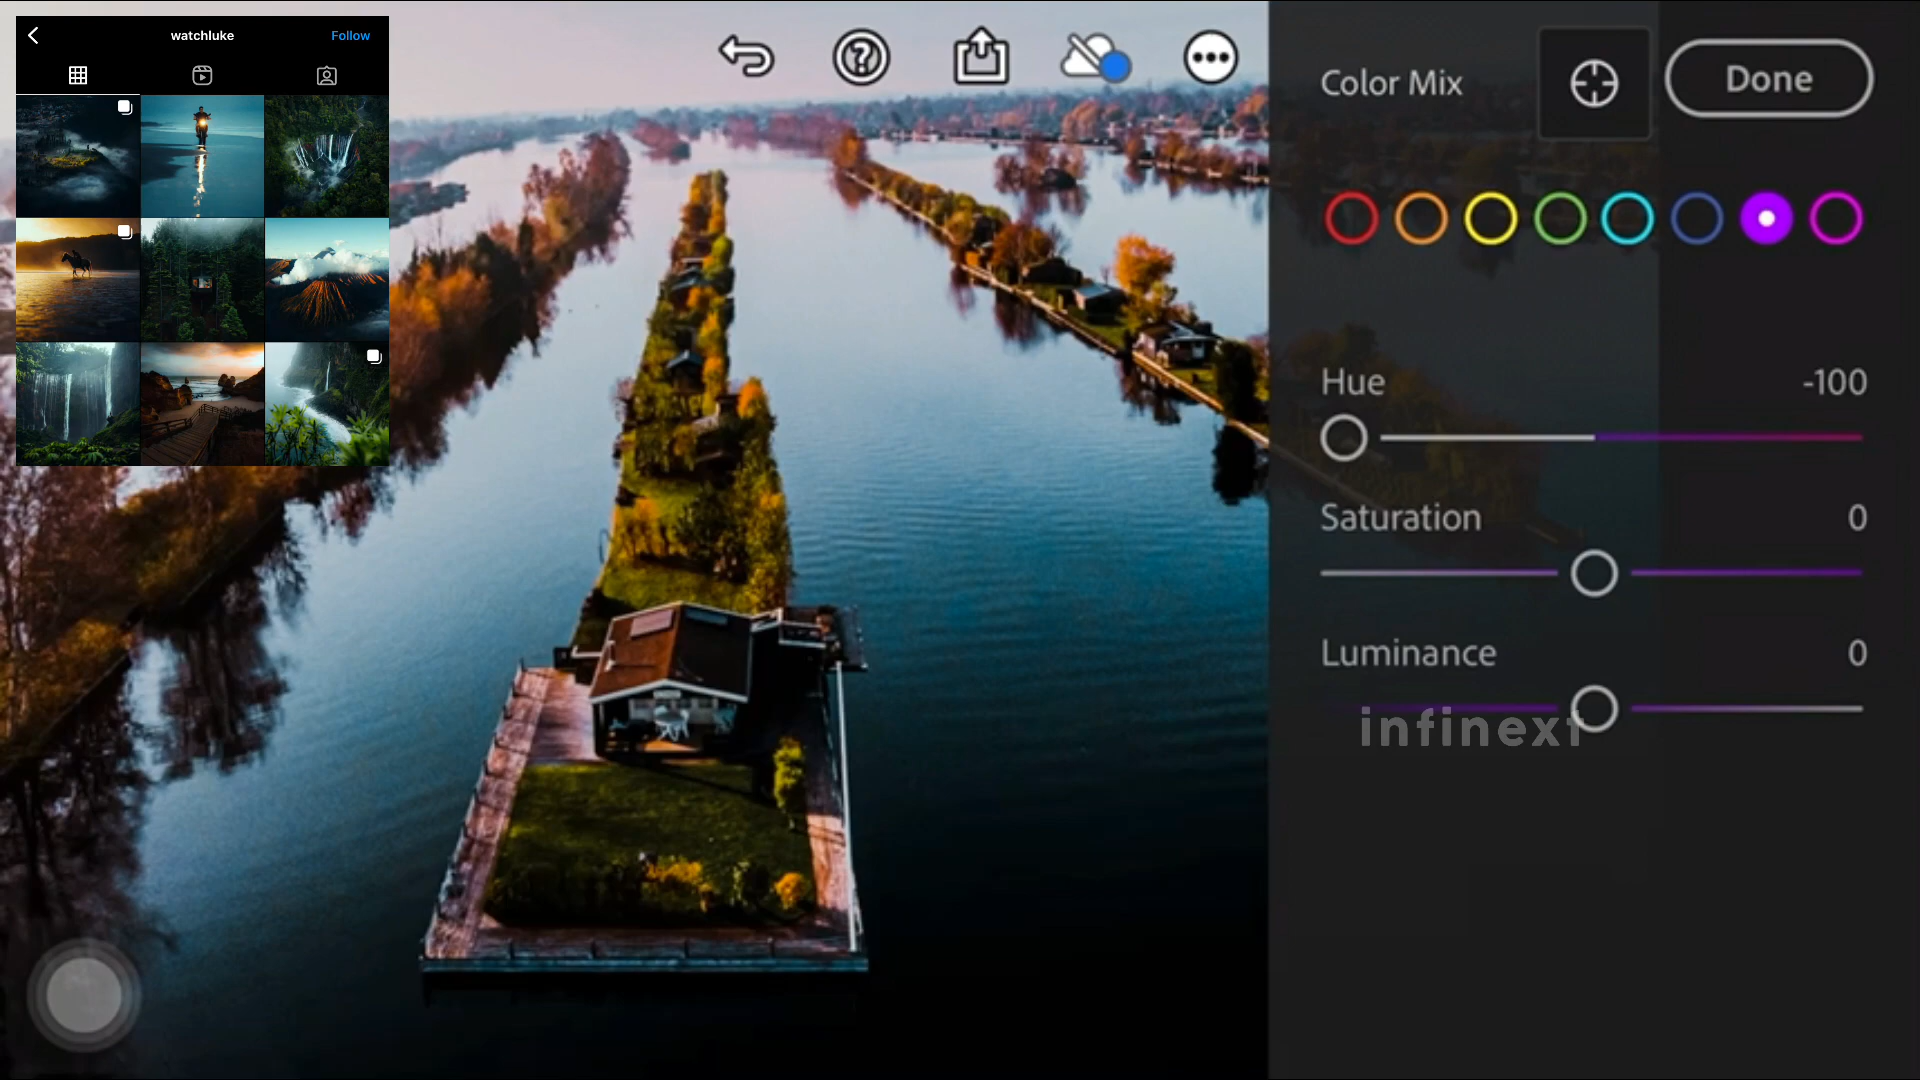 watchluke
Follow
Color Mix
Done
Hue
-100
Saturation
0
Luminance
0
infinext